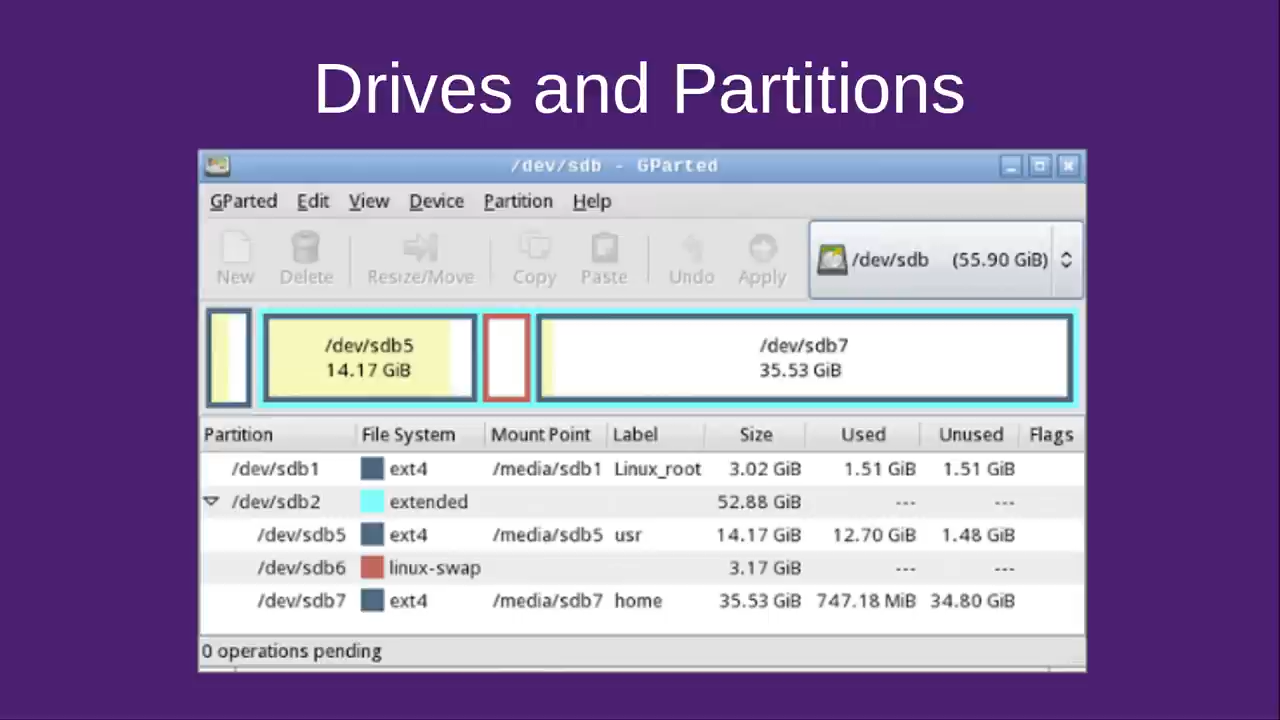 Drives and Partitions
/dev/sdb - GParted
GParted Edit View Device Partition Help
New Delete Resize/Move Copy Paste Undo Apply /dev/sdb (55.90 GiB)
/dev/sdb5 /dev/sdb7
14.17 GiB 35.53 GiB
Partition File System Mount Point Label Size Used Unused Flags
/dev/sdb1 ext4 /media/sdb1 Linux_root 3.02 GiB 1.51 GiB 1.51 GiB
/dev/sdb2 extended 52.88 GiB --- ---
/dev/sdb5 ext4 /media/sdb5 usr 14.17 GiB 12.70 GiB 1.48 GiB
/dev/sdb6 linux-swap 3.17 GiB --- ---
/dev/sdb7 ext4 /media/sdb7 home 35.53 GiB 747.18 MiB 34.80 GiB
0 operations pending